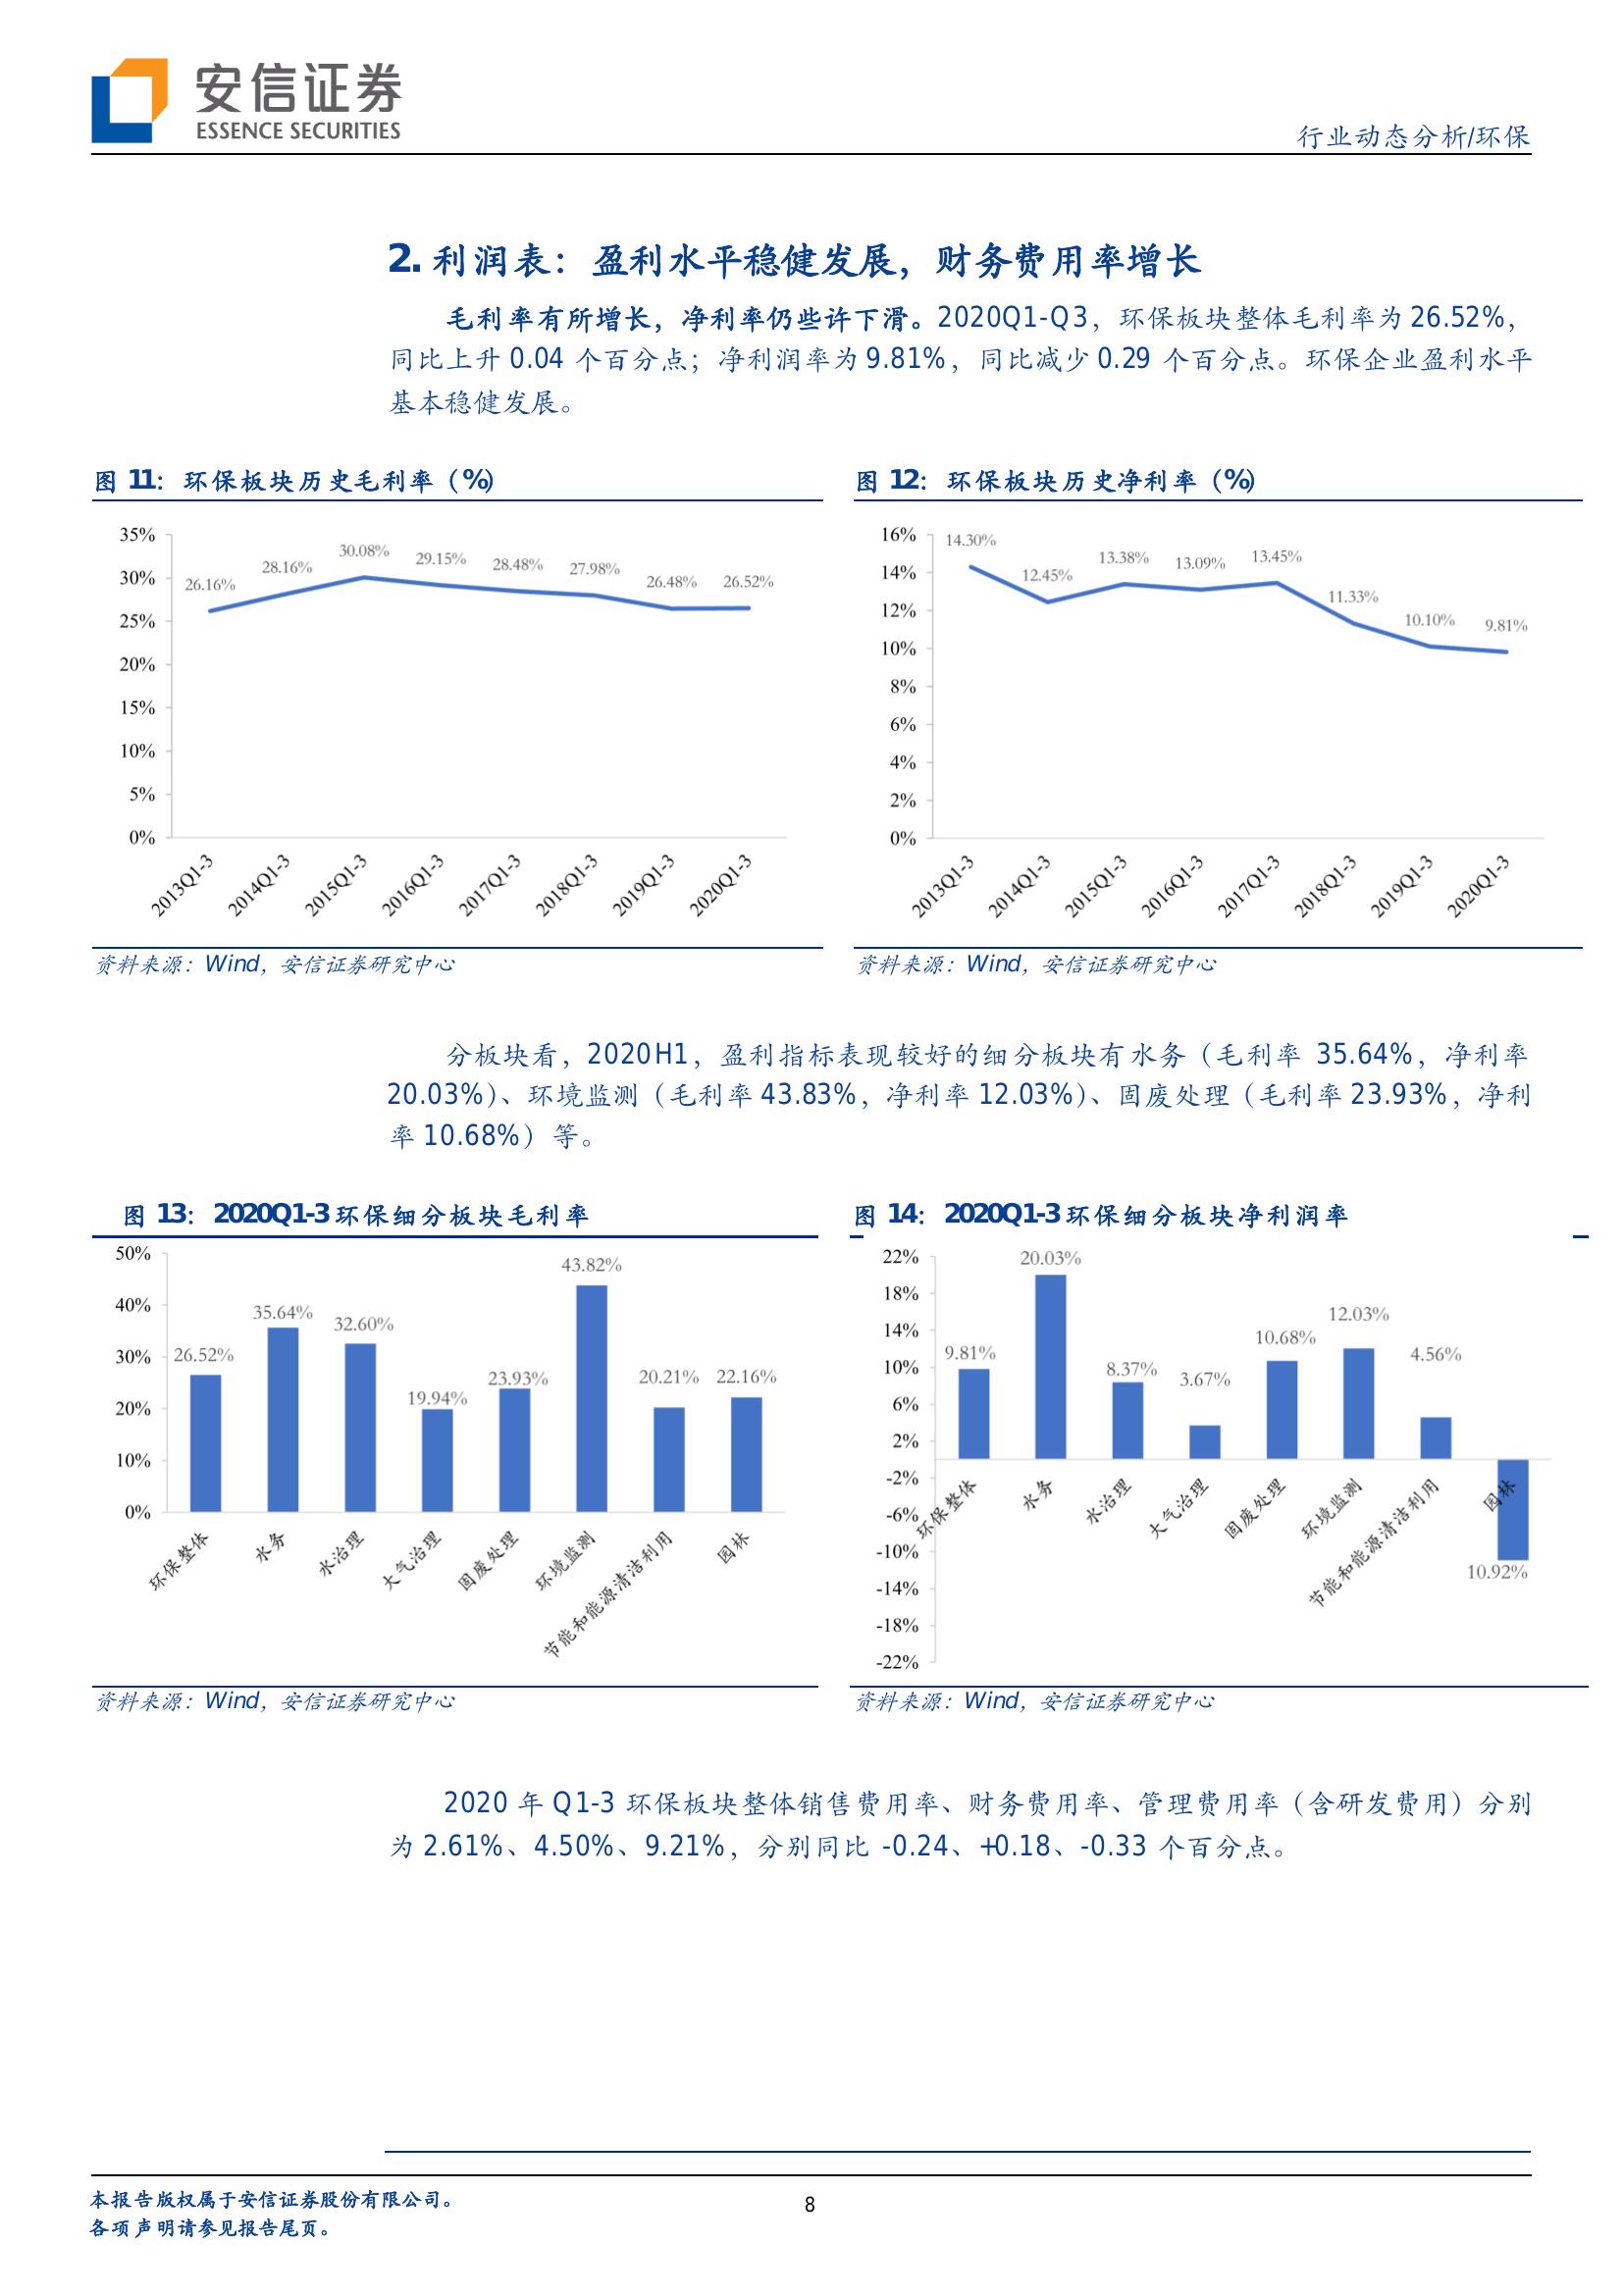 安信证券
ESSENCE SECURITIES
行业动态分析/环保
2. 利润表：盈利水平稳健发展，财务费用率增长
毛利率有所增长，净利率仍些许下滑。2020Q1-Q3，环保板块整体毛利率为 26.52%，
同比上升 0.04 个百分点；净利润率为 9.81%，同比减少 0.29 个百分点。环保企业盈利水平
基本稳健发展。
图 11：环保板块历史毛利率（%）
35%
30%
25%
20%
15%
10%
5%
0%
26.16%
28.16%
30.08%
29.15%
28.48%
27.98%
26.48%
26.52%
2013Q1-3
2014Q1-3
2015Q1-3
2016Q1-3
2017Q1-3
2018Q1-3
2019Q1-3
2020Q1-3
资料来源：Wind，安信证券研究中心
图 12：环保板块历史净利率（%）
16%
14%
12%
10%
8%
6%
4%
2%
0%
14.30%
12.45%
13.38%
13.09%
13.45%
11.33%
10.10%
9.81%
2013Q1-3
2014Q1-3
2015Q1-3
2016Q1-3
2017Q1-3
2018Q1-3
2019Q1-3
2020Q1-3
资料来源：Wind，安信证券研究中心
分板块看，2020H1，盈利指标表现较好的细分板块有水务（毛利率 35.64%，净利率
20.03%）、环境监测（毛利率 43.83%，净利率 12.03%）、固废处理（毛利率 23.93%，净利
率 10.68%）等。
图 13：2020Q1-3 环保细分板块毛利率
50%
40%
30%
20%
10%
0%
26.52%
35.64%
32.60%
19.94%
23.93%
43.82%
20.21%
22.16%
环保整体
水务
水治理
大气治理
固废处理
环境监测
节能和能源清洁利用
园林
资料来源：Wind，安信证券研究中心
图 14：2020Q1-3 环保细分板块净利润率
22%
18%
14%
10%
6%
2%
-2%
-6%
-10%
-14%
-18%
-22%
9.81%
20.03%
8.37%
3.67%
10.68%
12.03%
4.56%
10.92%
环保整体
水务
水治理
大气治理
固废处理
环境监测
节能和能源清洁利用
园林
资料来源：Wind，安信证券研究中心
2020 年 Q1-3 环保板块整体销售费用率、财务费用率、管理费用率（含研发费用）分别
为 2.61%、4.50%、9.21%，分别同比 -0.24、+0.18、-0.33 个百分点。
本报告版权属于安信证券股份有限公司。
各项声明请参见报告尾页。
8